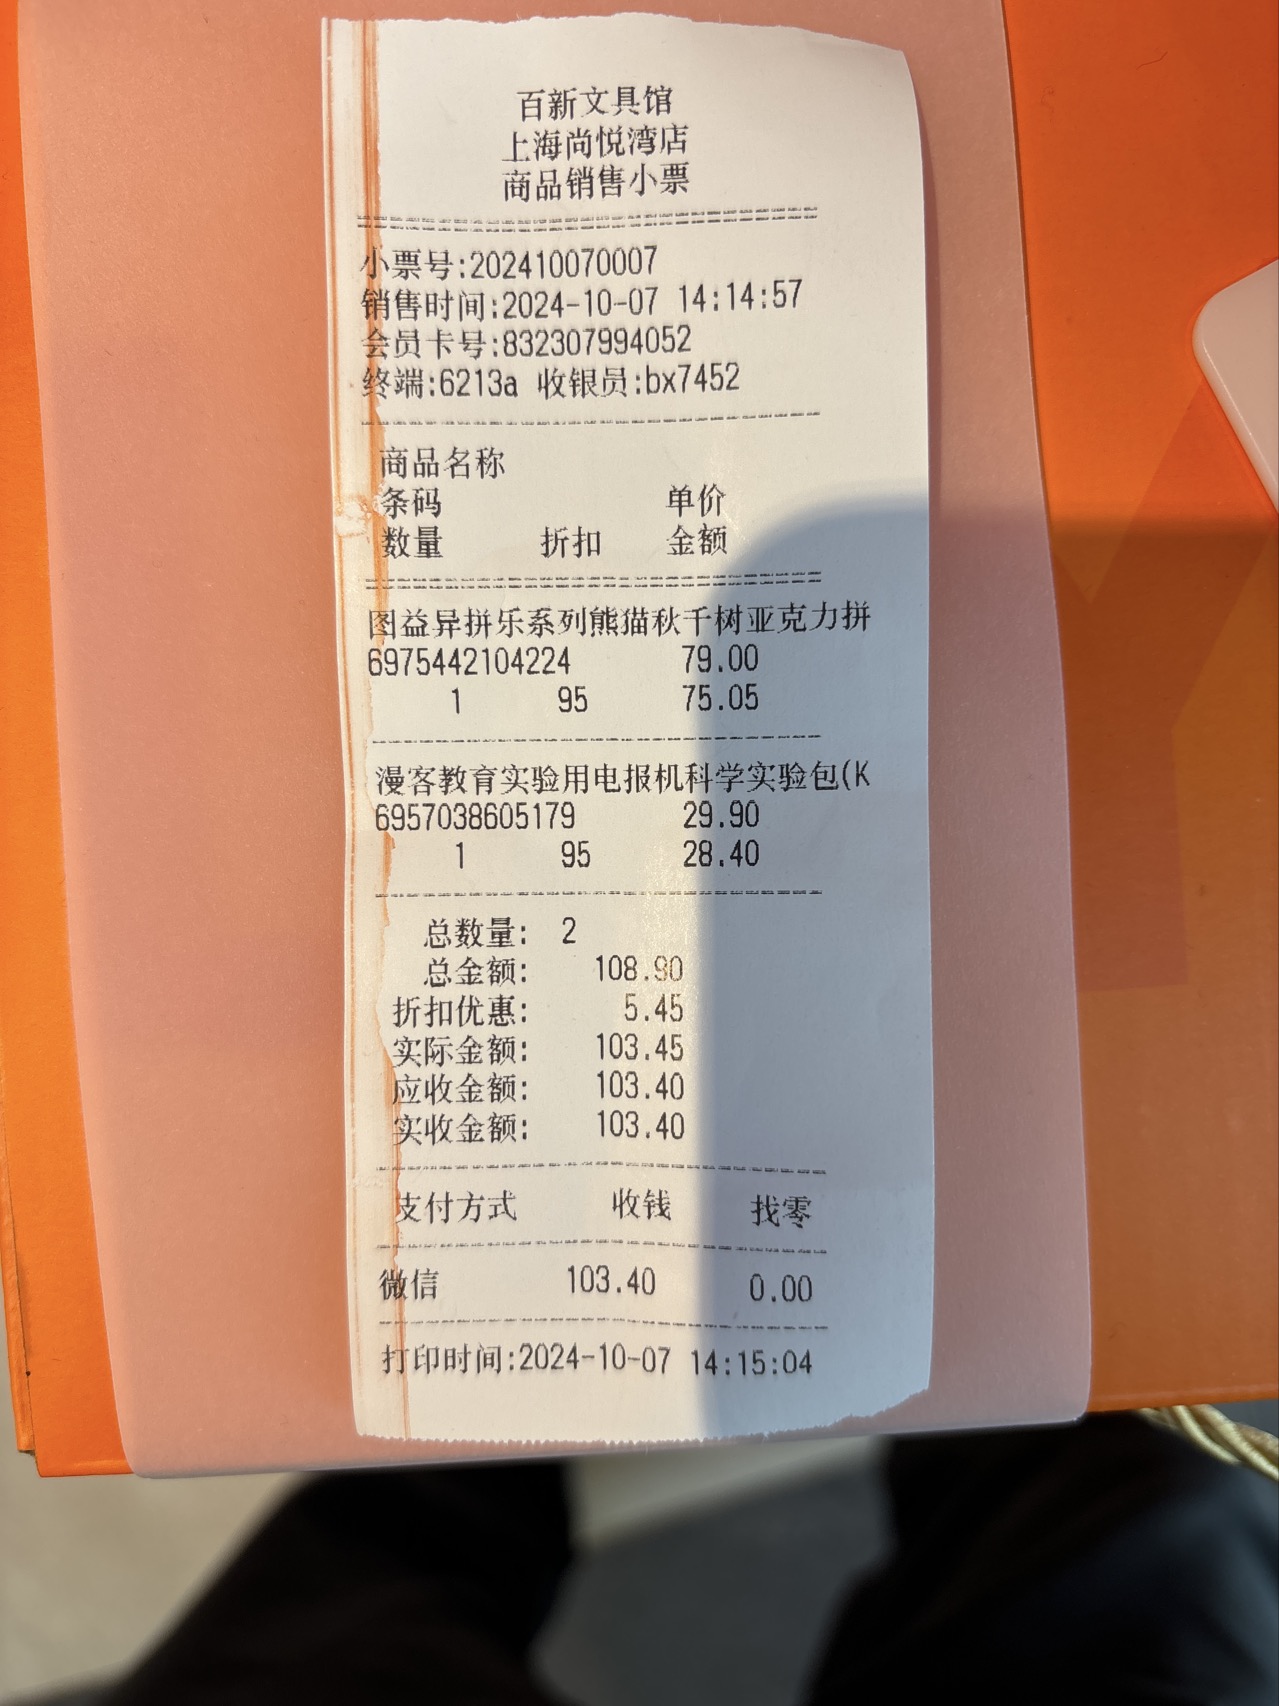 百新文具馆
上海尚悦湾店
商品销售小票
小票号:202410070007
销售时间:2024-10-07 14:14:57
会员卡号:832307994052
终端:6213a 收银员:bx7452
商品名称
条码 单价
数量 折扣 金额
图益异拼乐系列熊猫秋千树亚克力拼
6975442104224 79.00
1 95 75.05
漫客教育实验用电报机科学实验包(K
6957038605179 29.90
1 95 28.40
总数量: 2
总金额: 108.90
折扣优惠: 5.45
实际金额: 103.45
应收金额: 103.40
实收金额: 103.40
支付方式 收钱 找零
微信 103.40 0.00
打印时间:2024-10-07 14:15:04